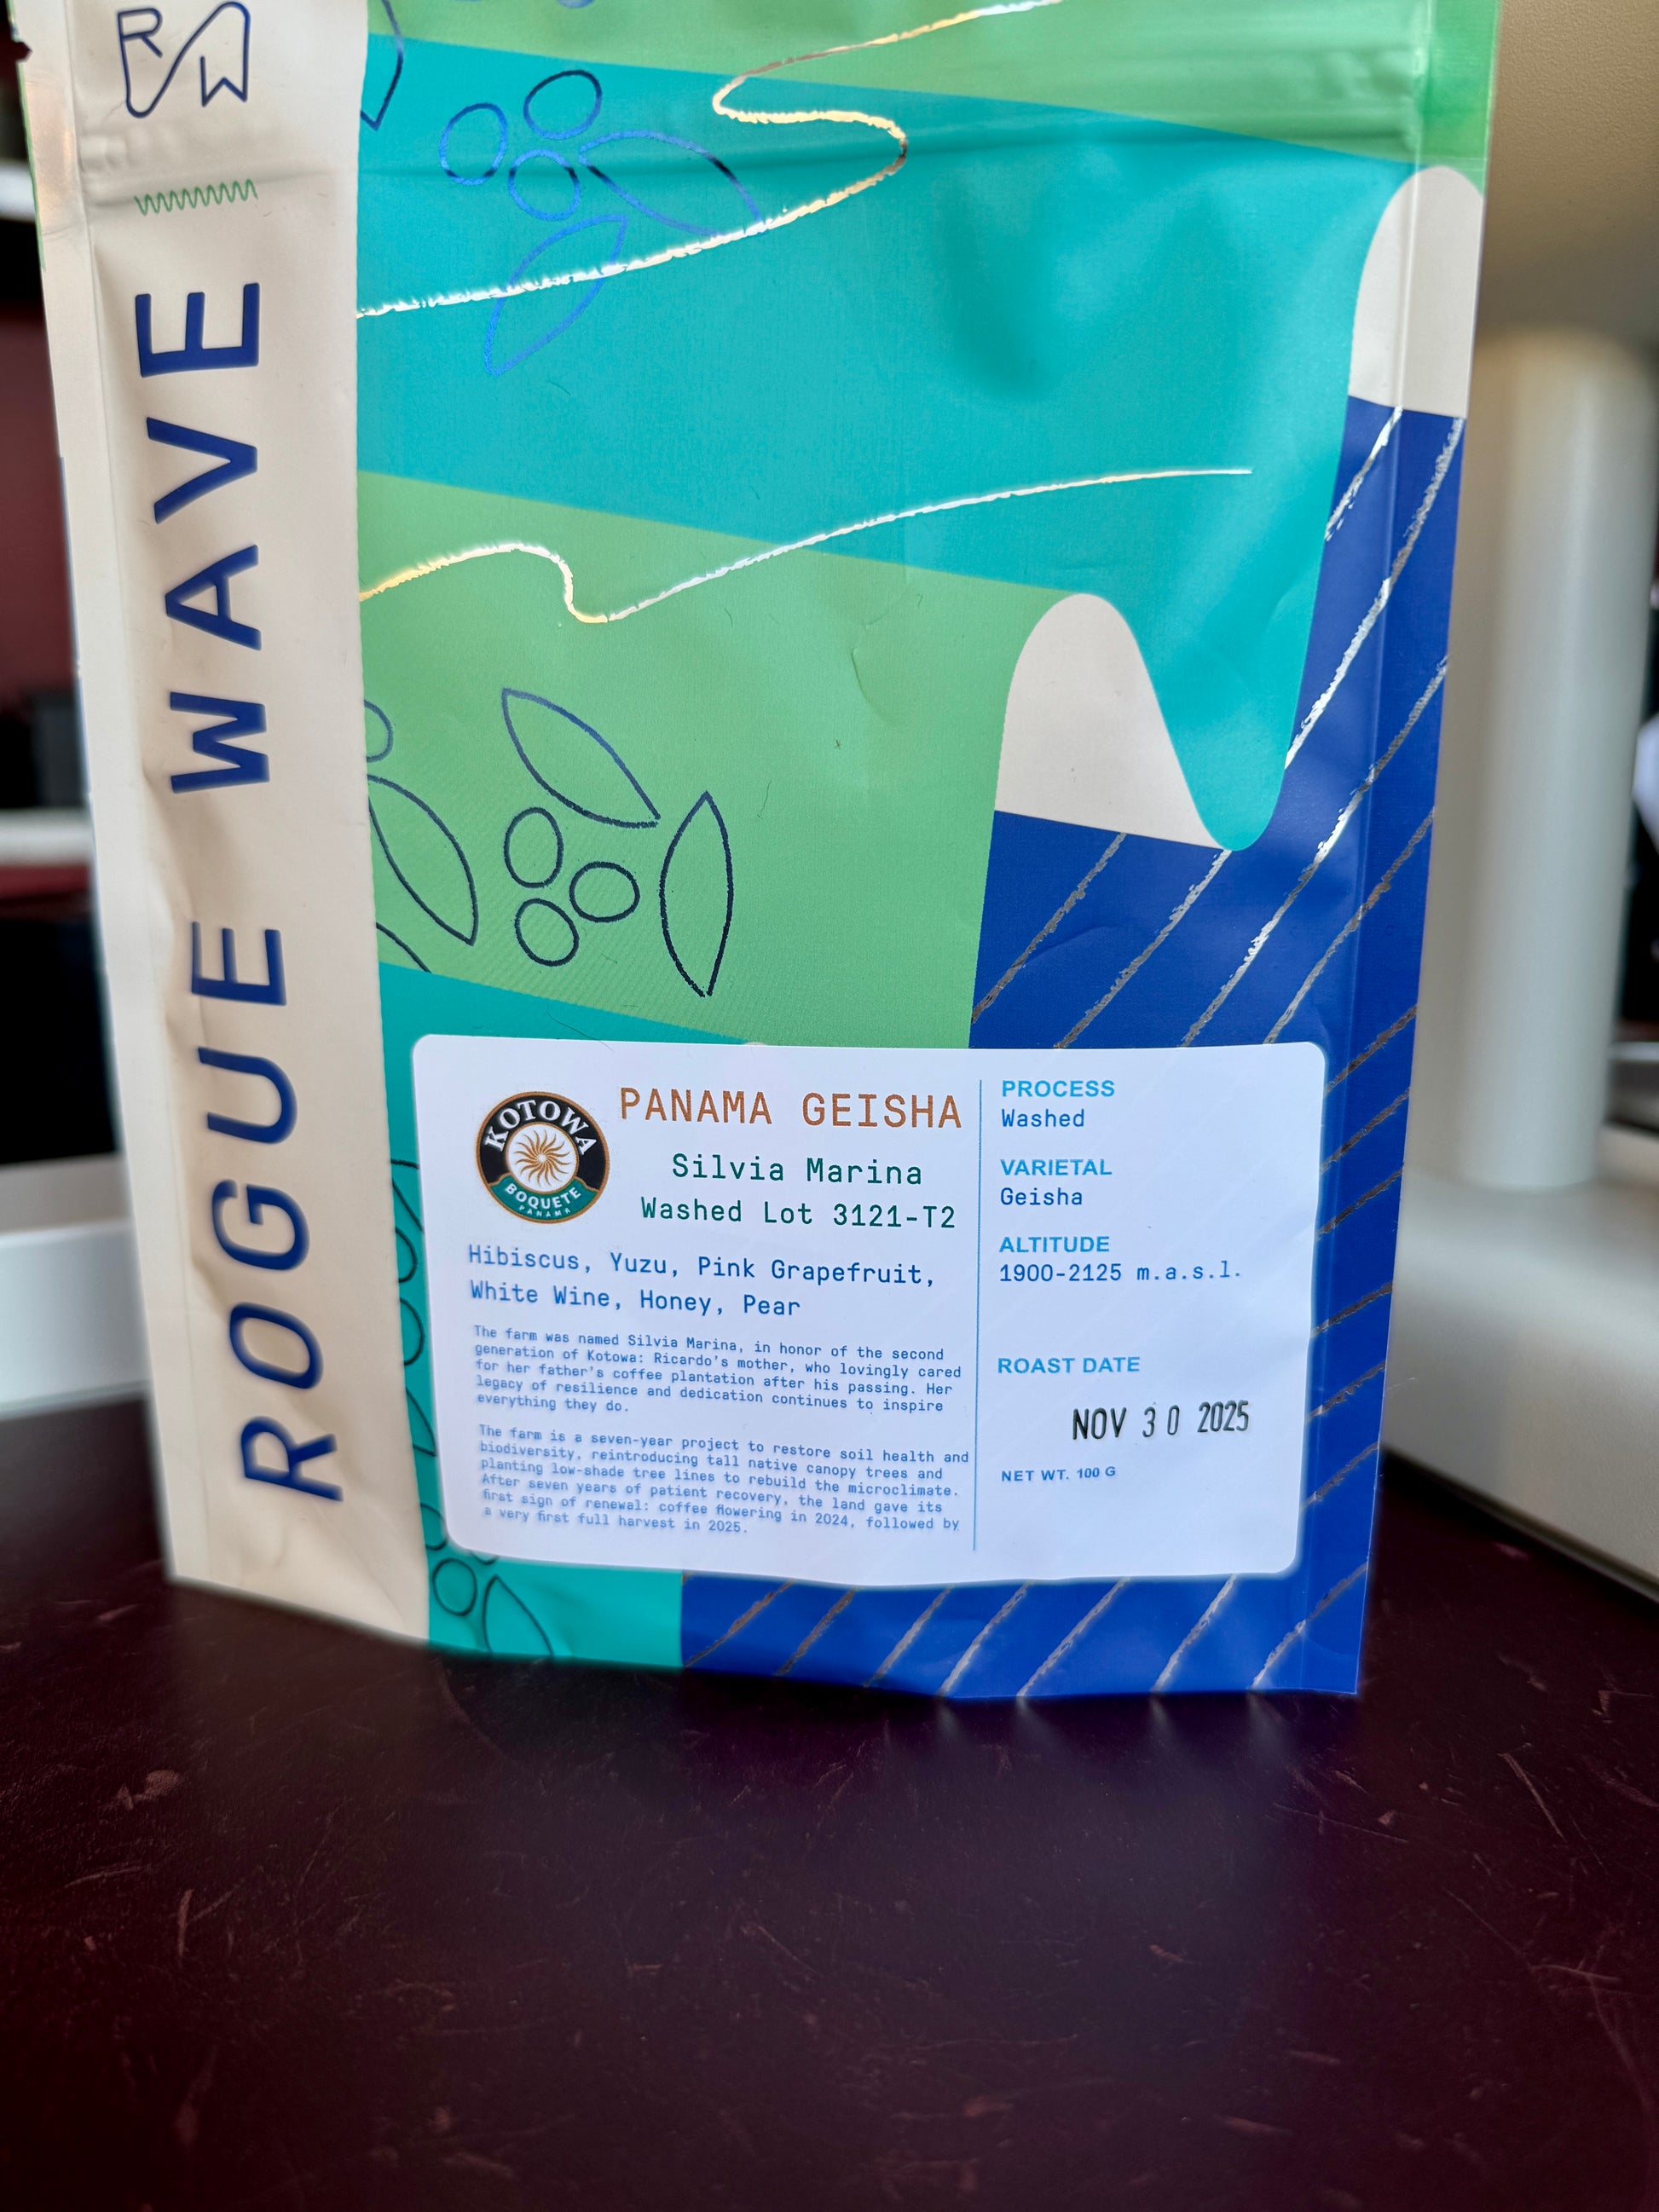 RW
ROGUE WAVE
KOTOWA
BOQUETE
PANAMA
PANAMA GEISHA
Silvia Marina
Washed Lot 3121-T2
Hibiscus, Yuzu, Pink Grapefruit,
White Wine, Honey, Pear
The farm was named Silvia Marina, in honor of the second
generation of Kotowa: Ricardo's mother, who lovingly cared
for her father's coffee plantation after his passing. Her
legacy of resilience and dedication continues to inspire
everything they do.
The farm is a seven-year project to restore soil health and
biodiversity, reintroducing tall native canopy trees and
planting low-shade tree lines to rebuild the microclimate.
After seven years of patient recovery, the land gave its
first sign of renewal: coffee flowering in 2024, followed by
a very first full harvest in 2025.
PROCESS
Washed
VARIETAL
Geisha
ALTITUDE
1900-2125 m.a.s.l.
ROAST DATE
NOV 30 2025
NET WT. 100 G